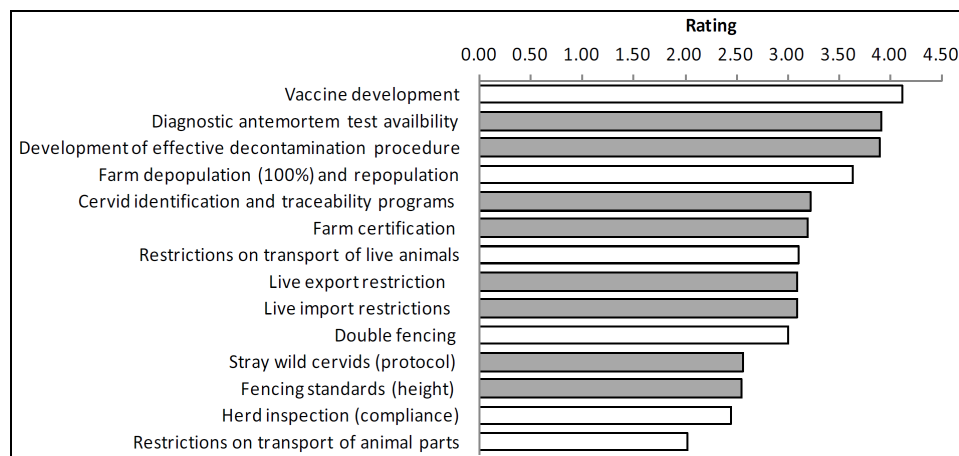 Rating
0.00 0.50 1.00 1.50 2.00 2.50 3.00 3.50 4.00 4.50
Vaccine development
Diagnostic antemortem test availbility
Development of effective decontamination procedure
Farm depopulation (100%) and repopulation
Cervid identification and traceability programs
Farm certification
Restrictions on transport of live animals
Live export restriction
Live import restrictions
Double fencing
Stray wild cervids (protocol)
Fencing standards (height)
Herd inspection (compliance)
Restrictions on transport of animal parts